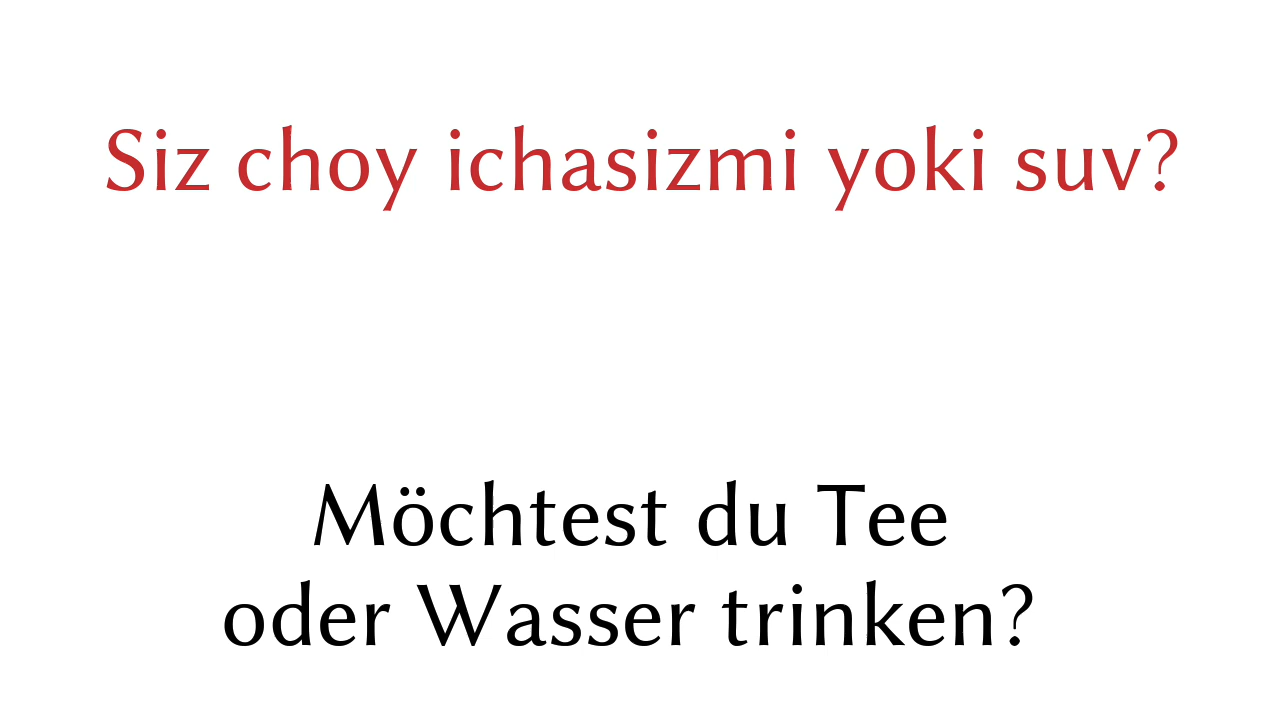 Siz choy ichasizmi yoki suv?
Möchtest du Tee
oder Wasser trinken?